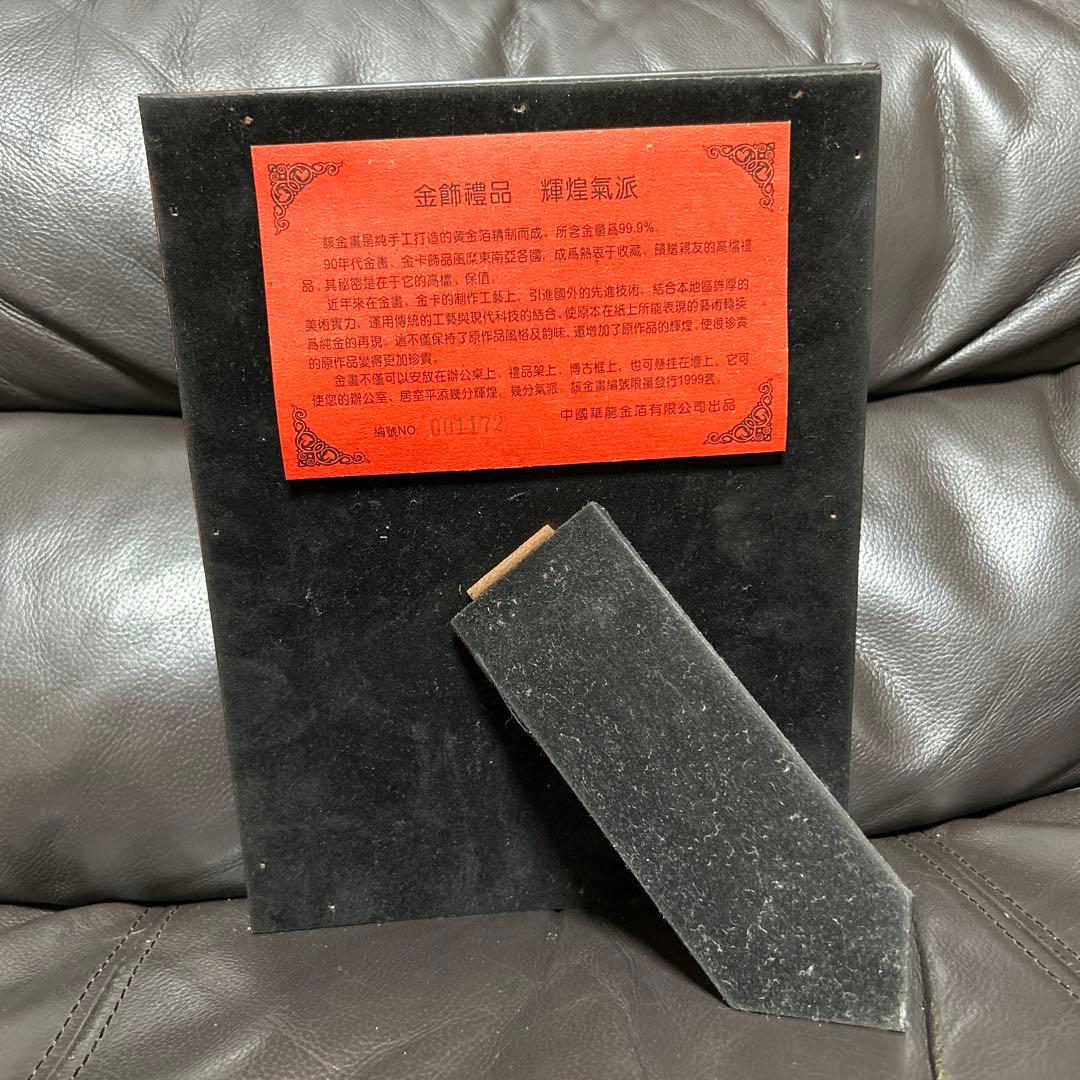 金飾禮品　輝煌氣派
該金畫是純手工打造的黄金箔精制而成，所含金量爲99.9%。
90年代金畫、金卡飾品風糜東南亞各國，成爲熱衷于收藏、饋贈親友的高檔禮
品，其秘密是在于它的高檔、保值。
近年來在金畫、金卡的制作工藝上，引進國外的先進技術，結合本地區雄厚的
美術實力，運用傳統的工藝與現代科技的結合，使原本在紙上所能表現的藝術轉換
爲純金的再現，這不僅保持了原作品風格及韵味，還增加了原作品的輝煌，使很珍貴
的原作品變得更加珍貴。
金畫不僅可以安放在辦公桌上、禮品架上、博古框上，也可懸挂在墻上，它可
使您的辦公室、居室平添幾分輝煌，幾分氣派，該金畫編號限量發行1999套。
中國華龍金箔有限公司出品
編號NO: 001172